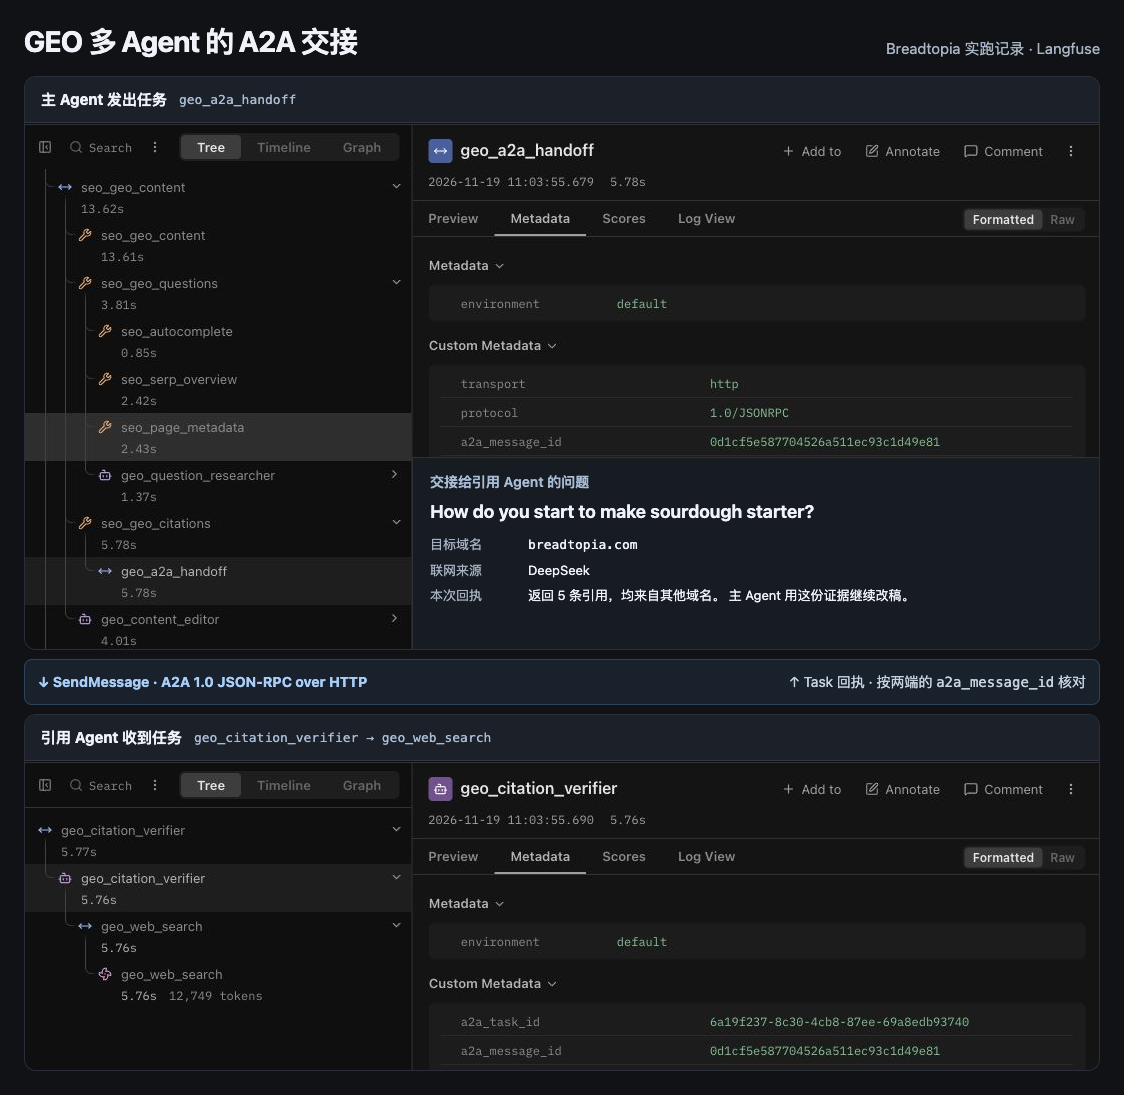 GEO 多 Agent 的 A2A 交接
Breadtopia 实跑记录 · Langfuse
主 Agent 发出任务 geo_a2a_handoff
Search Tree Timeline Graph
seo_geo_content
13.62s
seo_geo_content
13.61s
seo_geo_questions
3.81s
seo_autocomplete
0.85s
seo_serp_overview
2.42s
seo_page_metadata
2.43s
geo_question_researcher
1.37s
seo_geo_citations
5.78s
geo_a2a_handoff
5.78s
geo_content_editor
4.01s
geo_a2a_handoff + Add to Annotate Comment
2026-11-19 11:03:55.679 5.78s
Preview Metadata Scores Log View Formatted Raw
Metadata
environment default
Custom Metadata
transport http
protocol 1.0/JSONRPC
a2a_message_id 0d1cf5e587704526a511ec93c1d49e81
交接给引用 Agent 的问题
How do you start to make sourdough starter?
目标域名 breadtopia.com
联网来源 DeepSeek
本次回执 返回 5 条引用，均来自其他域名。 主 Agent 用这份证据继续改稿。
↓ SendMessage · A2A 1.0 JSON-RPC over HTTP
↑ Task 回执 · 按两端的 a2a_message_id 核对
引用 Agent 收到任务 geo_citation_verifier → geo_web_search
Search Tree Timeline Graph
geo_citation_verifier
5.77s
geo_citation_verifier
5.76s
geo_web_search
5.76s
geo_web_search
5.76s 12,749 tokens
geo_citation_verifier + Add to Annotate Comment
2026-11-19 11:03:55.690 5.76s
Preview Metadata Scores Log View Formatted Raw
Metadata
environment default
Custom Metadata
a2a_task_id 6a19f237-8c30-4cb8-87ee-69a8edb93740
a2a_message_id 0d1cf5e587704526a511ec93c1d49e81